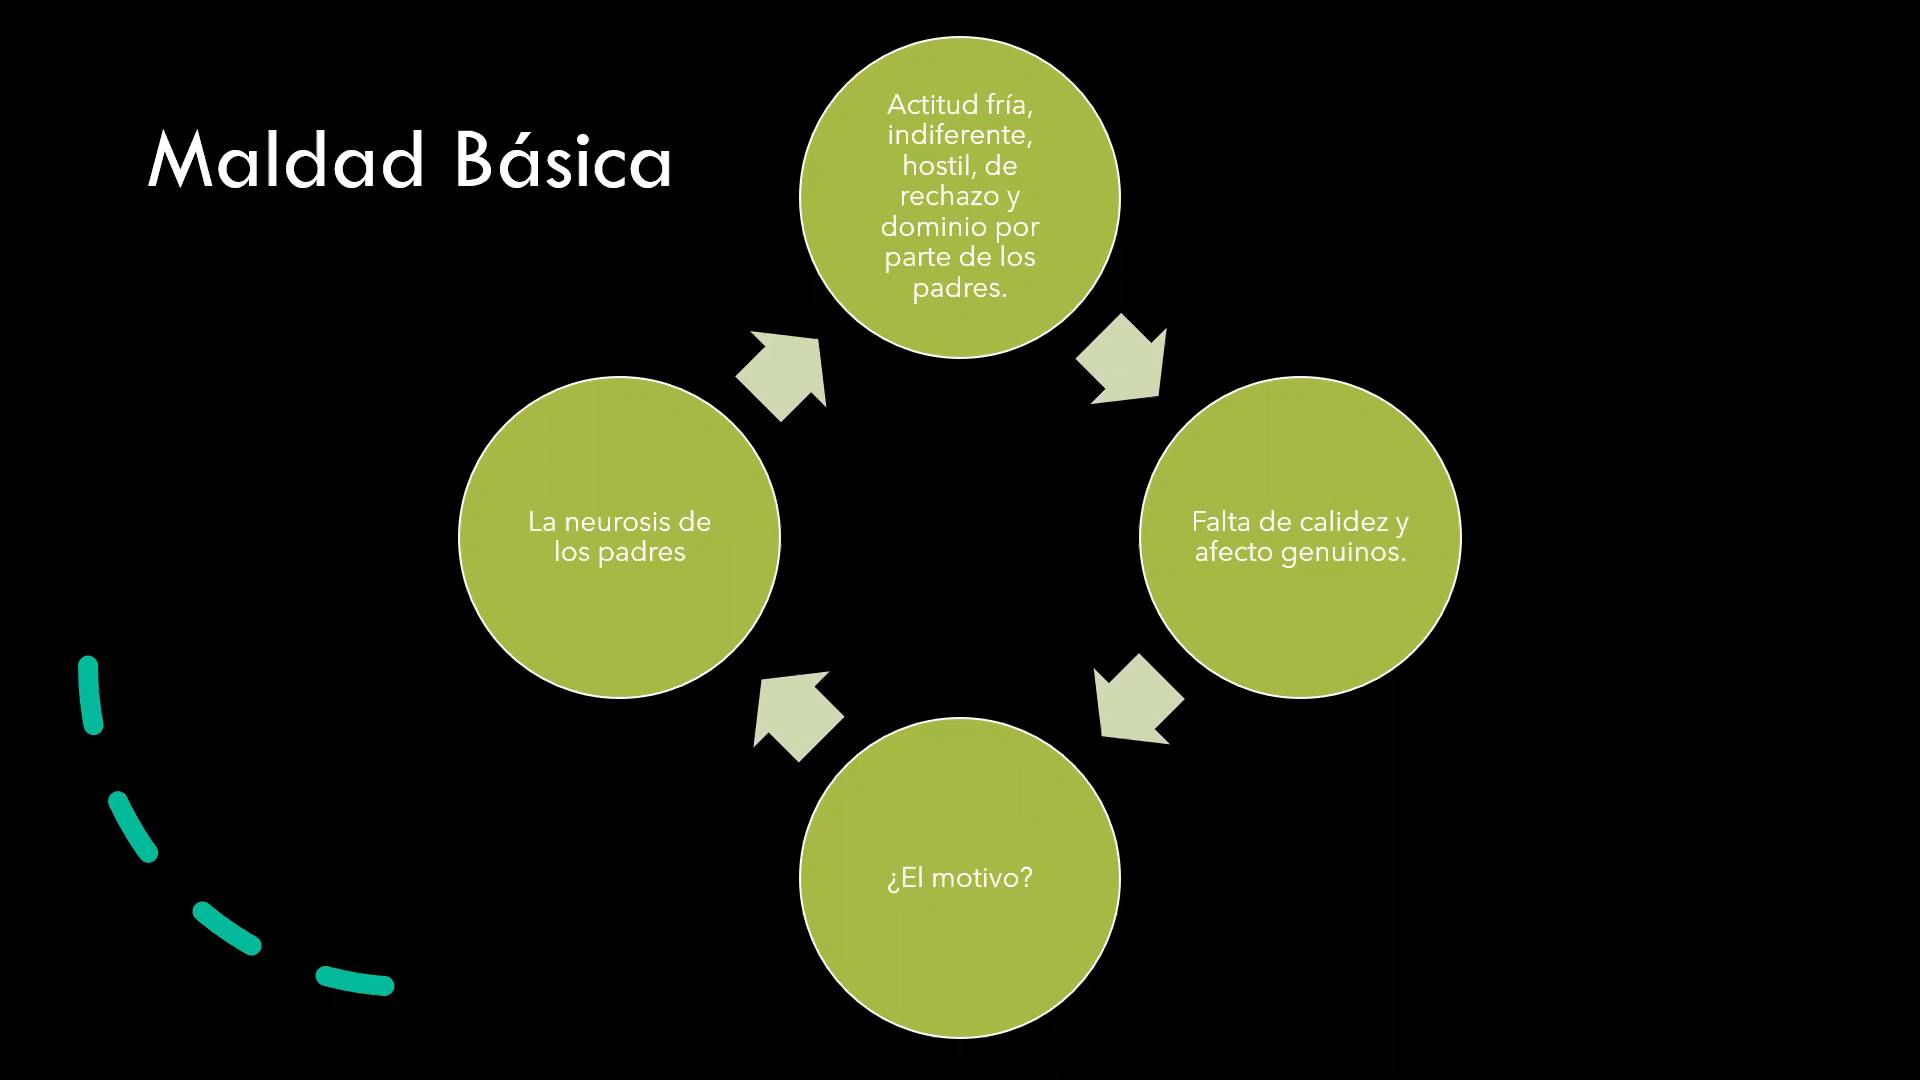 Maldad Básica
Actitud fría,
indiferente,
hostil, de
rechazo y
dominio por
parte de los
padres.
Falta de calidez y
afecto genuinos.
¿El motivo?
La neurosis de
los padres